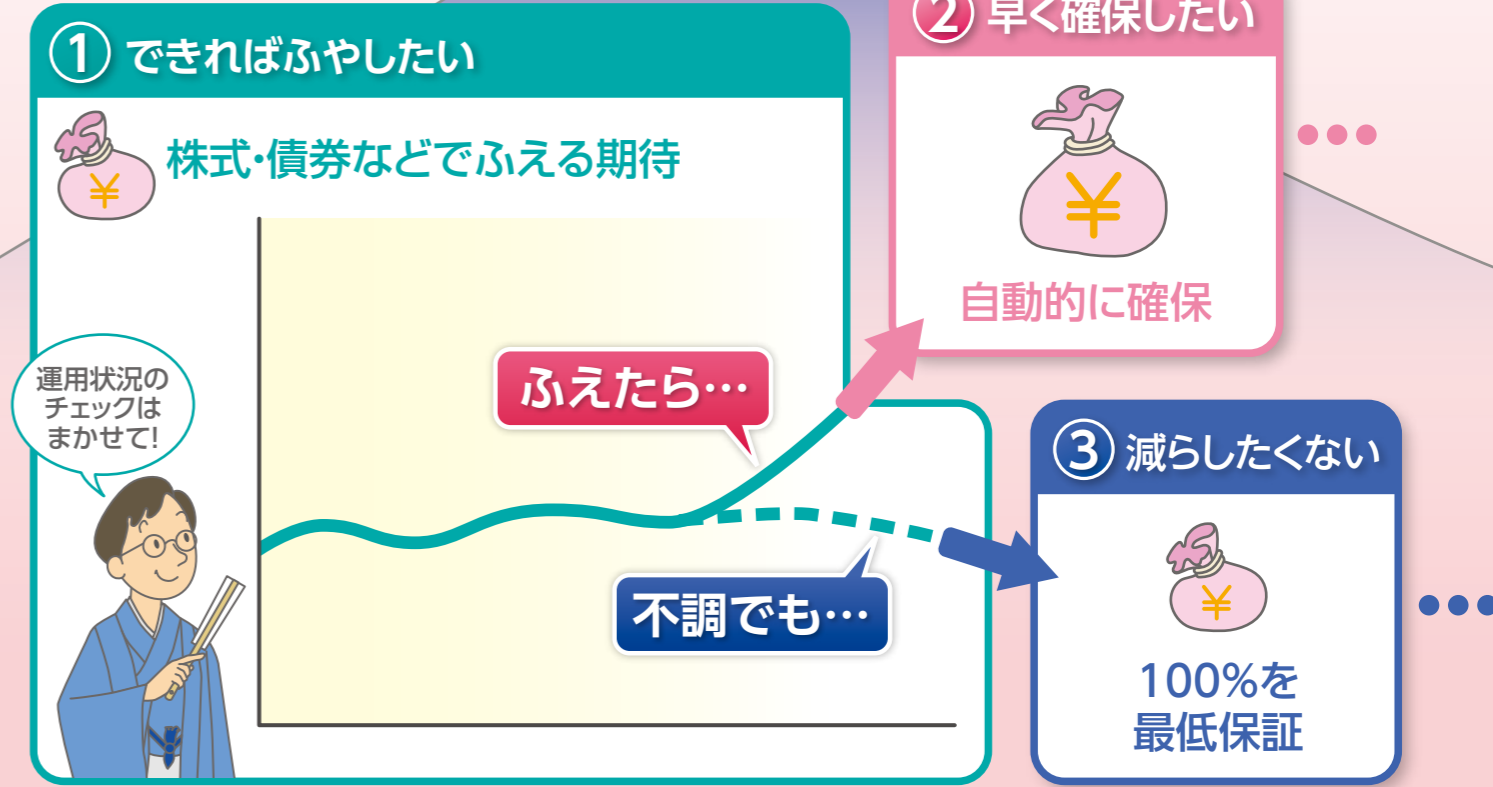 ① できればふやしたい
株式・債券などでふえる期待
¥
運用状況の
チェックは
まかせて!
ふえたら…
不調でも…
② 早く確保したい
¥
自動的に確保
③ 減らしたくない
¥
100%を
最低保証